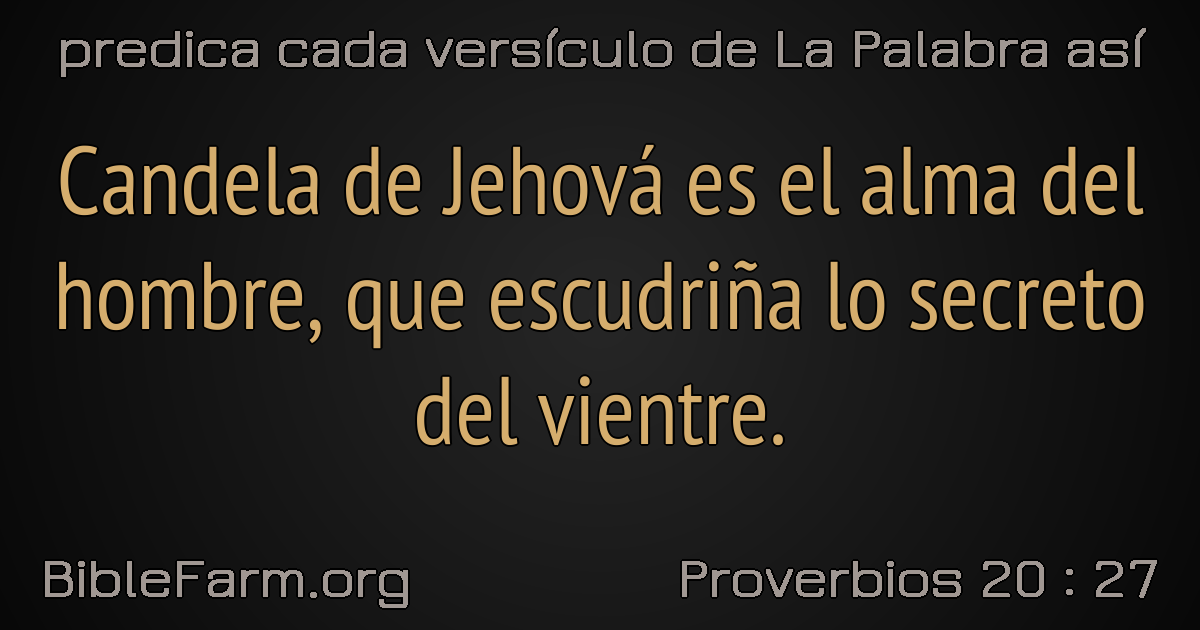 predica cada versículo de La Palabra así
Candela de Jehová es el alma del
hombre, que escudriña lo secreto
del vientre.
BibleFarm.org
Proverbios 20 : 27